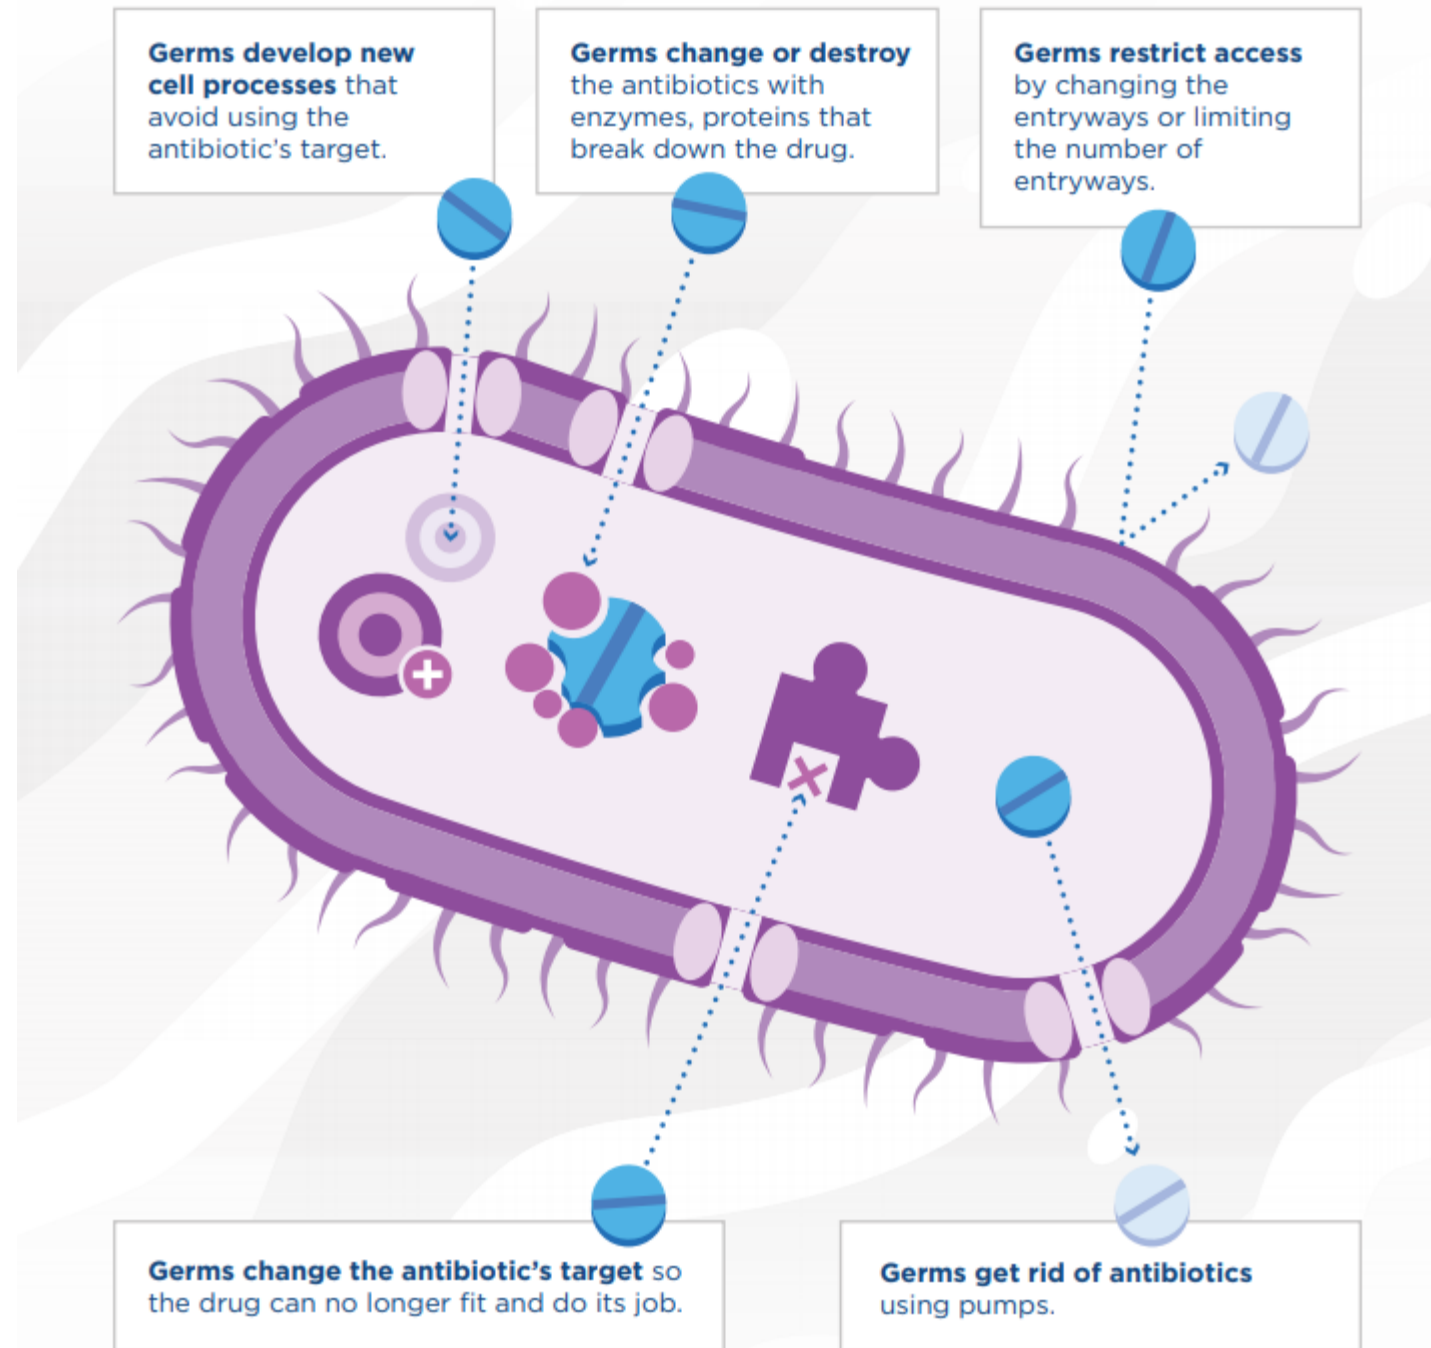 Germs develop new
cell processes that
avoid using the
antibiotic’s target.
Germs change or destroy
the antibiotics with
enzymes, proteins that
break down the drug.
Germs restrict access
by changing the
entryways or limiting
the number of
entryways.
Germs change the antibiotic’s target so
the drug can no longer fit and do its job.
Germs get rid of antibiotics
using pumps.